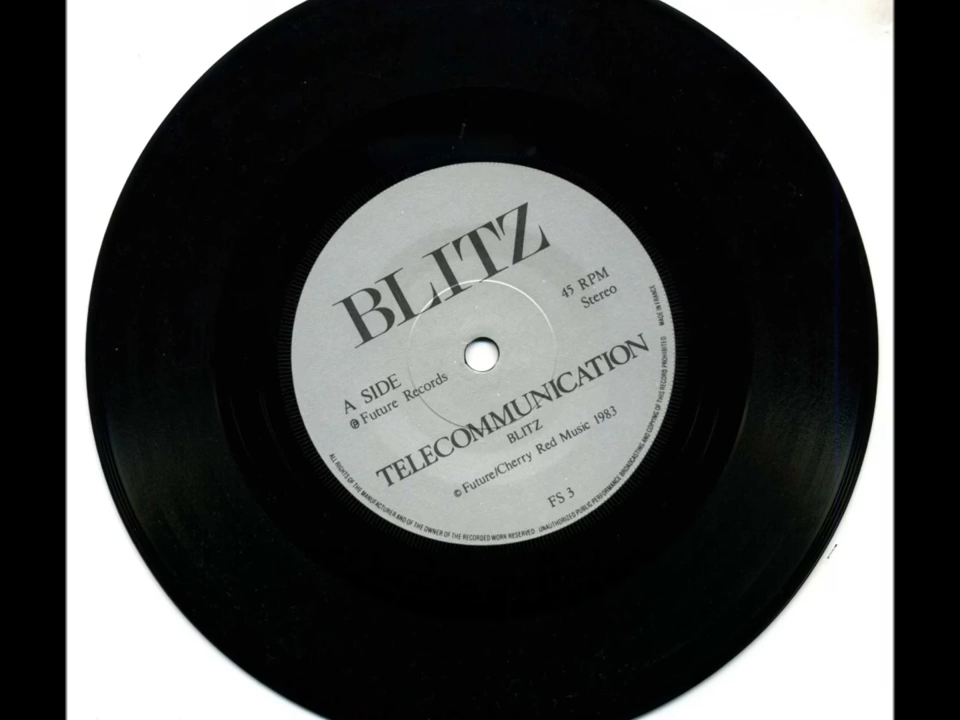 BLITZ
45 RPM
Stereo
A SIDE
℗ Future Records
TELECOMMUNICATION
BLITZ
© Future/Cherry Red Music 1983
FS 3
ALL RIGHTS OF THE MANUFACTURER AND OF THE OWNER OF THE RECORDED WORK RESERVED · UNAUTHORIZED PUBLIC PERFORMANCE BROADCASTING AND COPYING OF THIS RECORD PROHIBITED MADE IN FRANCE